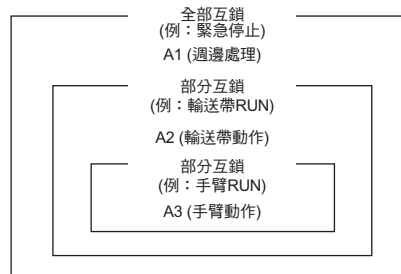 全部互鎖
(例：緊急停止)
A1 (週邊處理)
部分互鎖
(例：輸送帶RUN)
A2 (輸送帶動作)
部分互鎖
(例：手臂RUN)
A3 (手臂動作)